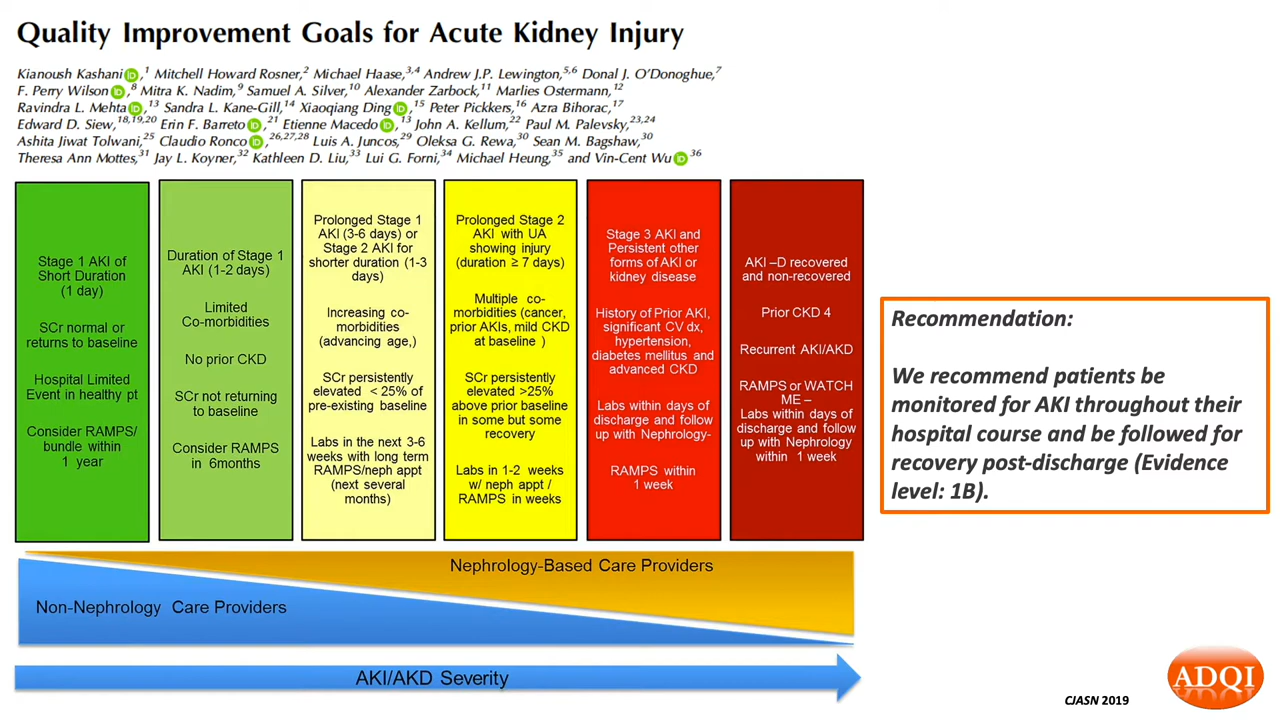 Quality Improvement Goals for Acute Kidney Injury
Kianoush Kashani iD,1 Mitchell Howard Rosner,2 Michael Haase,3,4 Andrew J.P. Lewington,5,6 Donal J. O'Donoghue,7
F. Perry Wilson iD,8 Mitra K. Nadim,9 Samuel A. Silver,10 Alexander Zarbock,11 Marlies Ostermann,12
Ravindra L. Mehta iD,13 Sandra L. Kane-Gill,14 Xiaoqiang Ding iD,15 Peter Pickkers,16 Azra Bihorac,17
Edward D. Siew,18,19,20 Erin F. Barreto iD,21 Etienne Macedo iD,13 John A. Kellum,22 Paul M. Palevsky,23,24
Ashita Jiwat Tolwani,25 Claudio Ronco iD,26,27,28 Luis A. Juncos,29 Oleksa G. Rewa,30 Sean M. Bagshaw,30
Theresa Ann Mottes,31 Jay L. Koyner,32 Kathleen D. Liu,33 Lui G. Forni,34 Michael Heung,35 and Vin-Cent Wu iD 36
Stage 1 AKI of
Short Duration
(1 day)
SCr normal or
returns to baseline
Hospital Limited
Event in healthy pt
Consider RAMPS/
bundle within
1 year
Duration of Stage 1
AKI (1-2 days)
Limited
Co-morbidities
No prior CKD
SCr not returning
to baseline
Consider RAMPS
in 6months
Prolonged Stage 1
AKI (3-6 days) or
Stage 2 AKI for
shorter duration (1-3
days)
Increasing co-
morbidities
(advancing age,)
SCr persistently
elevated < 25% of
pre-existing baseline
Labs in the next 3-6
weeks with long term
RAMPS/neph appt
(next several
months)
Prolonged Stage 2
AKI with UA
showing injury
(duration ≥ 7 days)
Multiple co-
morbidities (cancer,
prior AKIs, mild CKD
at baseline )
SCr persistently
elevated >25%
above prior baseline
in some but some
recovery
Labs in 1-2 weeks
w/ neph appt /
RAMPS in weeks
Stage 3 AKI and
Persistent other
forms of AKI or
kidney disease
History of Prior AKI,
significant CV dx,
hypertension,
diabetes mellitus and
advanced CKD
Labs within days of
discharge and follow
up with Nephrology-
RAMPS within
1 week
AKI –D recovered
and non-recovered
Prior CKD 4
Recurrent AKI/AKD
RAMPS or WATCH
ME –
Labs within days of
discharge and follow
up with Nephrology
within 1 week
Recommendation:
We recommend patients be
monitored for AKI throughout their
hospital course and be followed for
recovery post-discharge (Evidence
level: 1B).
Nephrology-Based Care Providers
Non-Nephrology Care Providers
AKI/AKD Severity
ADQI
CJASN 2019